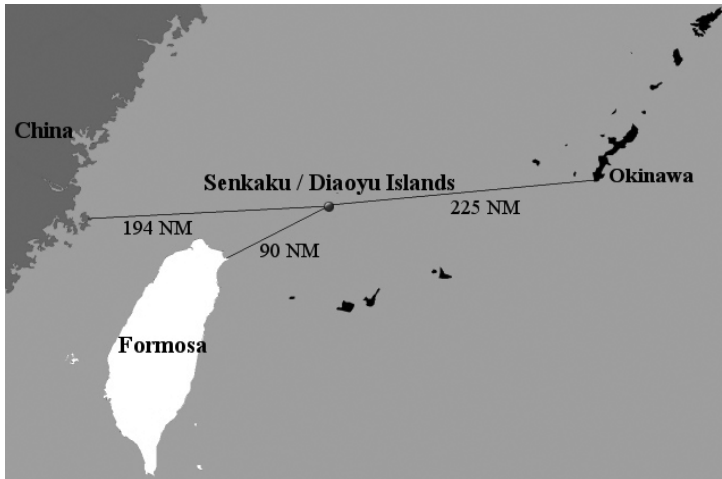 China
Senkaku / Diaoyu Islands
Okinawa
194 NM
225 NM
90 NM
Formosa